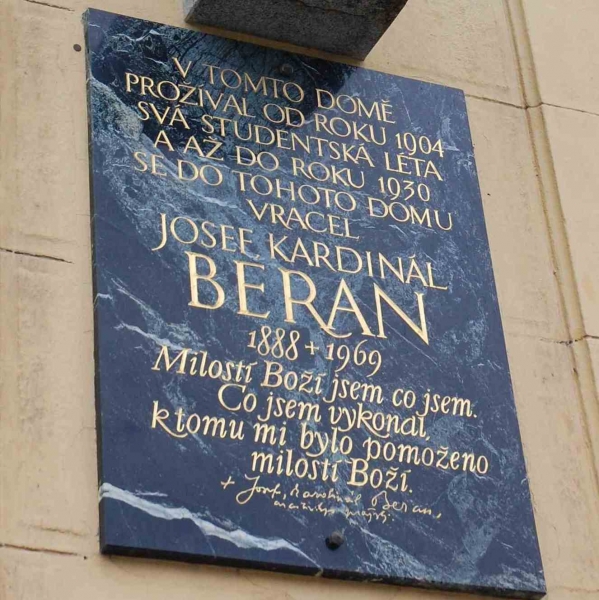 V TOMTO DOMĚ
PROŽÍVAL OD ROKU 1904
SVÁ STUDENTSKÁ LÉTA
A AŽ DO ROKU 1930
SE DO TOHOTO DOMU
VRACEL
JOSEF KARDINÁL
BERAN
1888 + 1969
Milostí Boží jsem co jsem.
Co jsem vykonal,
k tomu mi bylo pomoženo
milostí Boží.
+ Josef, kardinál Beran,